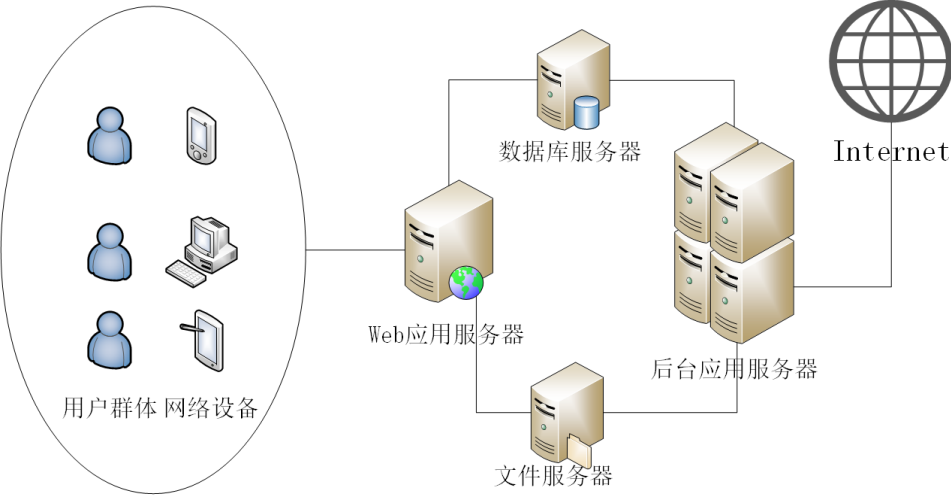 数据库服务器
Internet
Web应用服务器
后台应用服务器
用户群体 网络设备
文件服务器